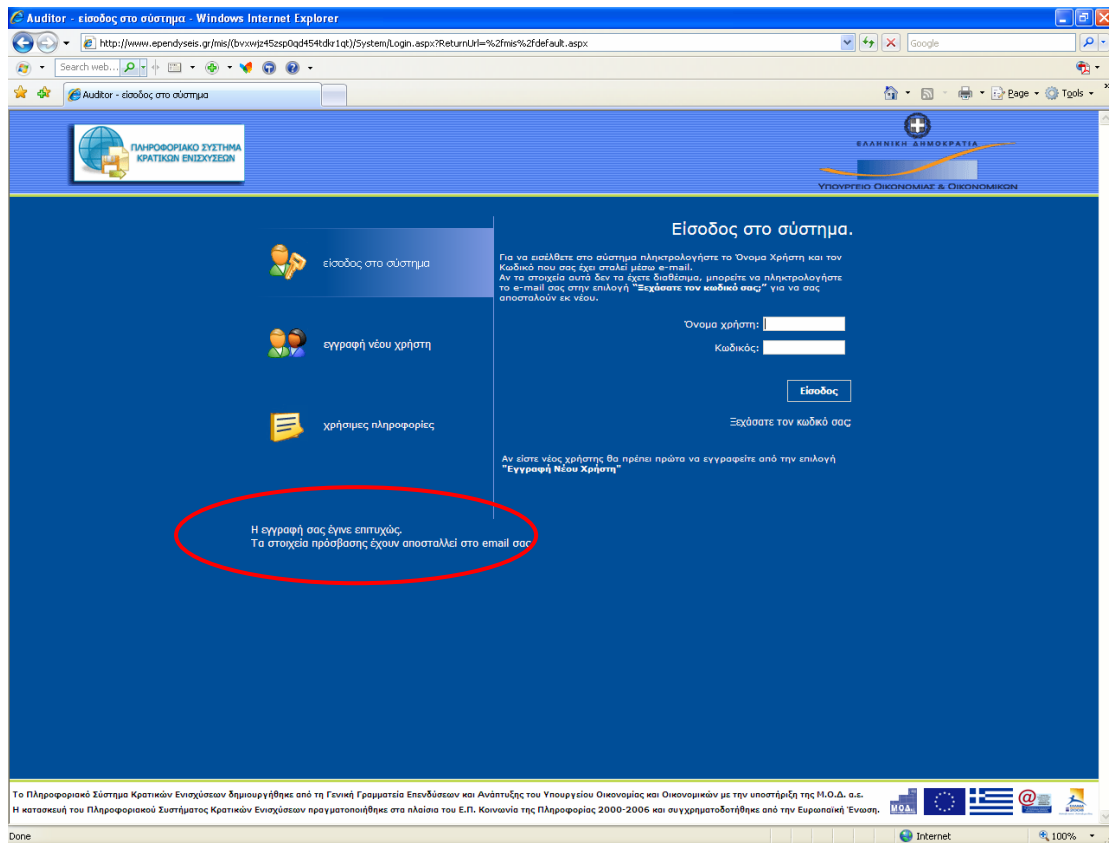 Auditor - είσοδος στο σύστημα - Windows Internet Explorer
http://www.ependyseis.gr/mis/(bvxwjz45zsp0qd454tdkr1qt)/System/Login.aspx?ReturnUrl=%2fmis%2fdefault.aspx
Google
Search web...
Auditor - είσοδος στο σύστημα
Page
Tools
ΠΛΗΡΟΦΟΡΙΑΚΟ ΣΥΣΤΗΜΑ
ΚΡΑΤΙΚΩΝ ΕΝΙΣΧΥΣΕΩΝ
ΕΛΛΗΝΙΚΗ ΔΗΜΟΚΡΑΤΙΑ
ΥΠΟΥΡΓΕΙΟ ΟΙΚΟΝΟΜΙΑΣ & ΟΙΚΟΝΟΜΙΚΩΝ
είσοδος στο σύστημα
εγγραφή νέου χρήστη
χρήσιμες πληροφορίες
Είσοδος στο σύστημα.
Για να εισέλθετε στο σύστημα πληκτρολογήστε το Όνομα Χρήστη και τον
Κωδικό που σας έχει σταλεί μέσω e-mail.
Αν τα στοιχεία αυτά δεν τα έχετε διαθέσιμα, μπορείτε να πληκτρολογήστε
το e-mail σας στην επιλογή "Ξεχάσατε τον κωδικό σας;" για να σας
αποσταλούν εκ νέου.
Όνομα χρήστη:
Κωδικός:
Είσοδος
Ξεχάσατε τον κωδικό σας;
Αν είστε νέος χρήστης θα πρέπει πρώτα να εγγραφείτε από την επιλογή
"Εγγραφή Νέου Χρήστη"
Η εγγραφή σας έγινε επιτυχώς.
Τα στοιχεία πρόσβασης έχουν αποσταλλεί στο email σας
Το Πληροφοριακό Σύστημα Κρατικών Ενισχύσεων δημιουργήθηκε από τη Γενική Γραμματεία Επενδύσεων και Ανάπτυξης του Υπουργείου Οικονομίας και Οικονομικών με την υποστήριξη της Μ.Ο.Δ. α.ε.
Η κατασκευή του Πληροφοριακού Συστήματος Κρατικών Ενισχύσεων πραγματοποιήθηκε στα πλαίσια του Ε.Π. Κοινωνία της Πληροφορίας 2000-2006 και συγχρηματοδοτήθηκε από την Ευρωπαϊκή Ένωση.
ΜΟΔ
Done
Internet
100%